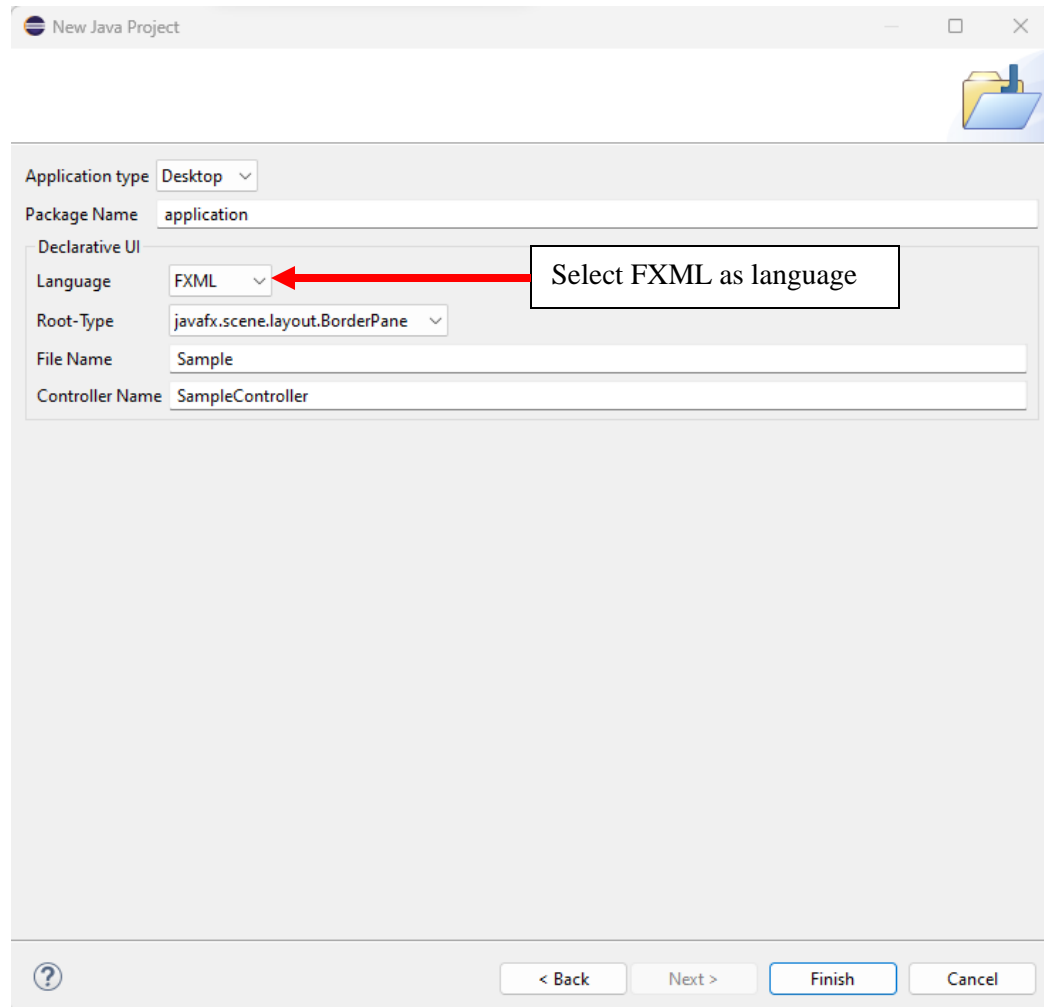 New Java Project
Application type Desktop
Package Name application
Declarative UI
Language FXML
Select FXML as language
Root-Type javafx.scene.layout.BorderPane
File Name Sample
Controller Name SampleController
? < Back Next > Finish Cancel